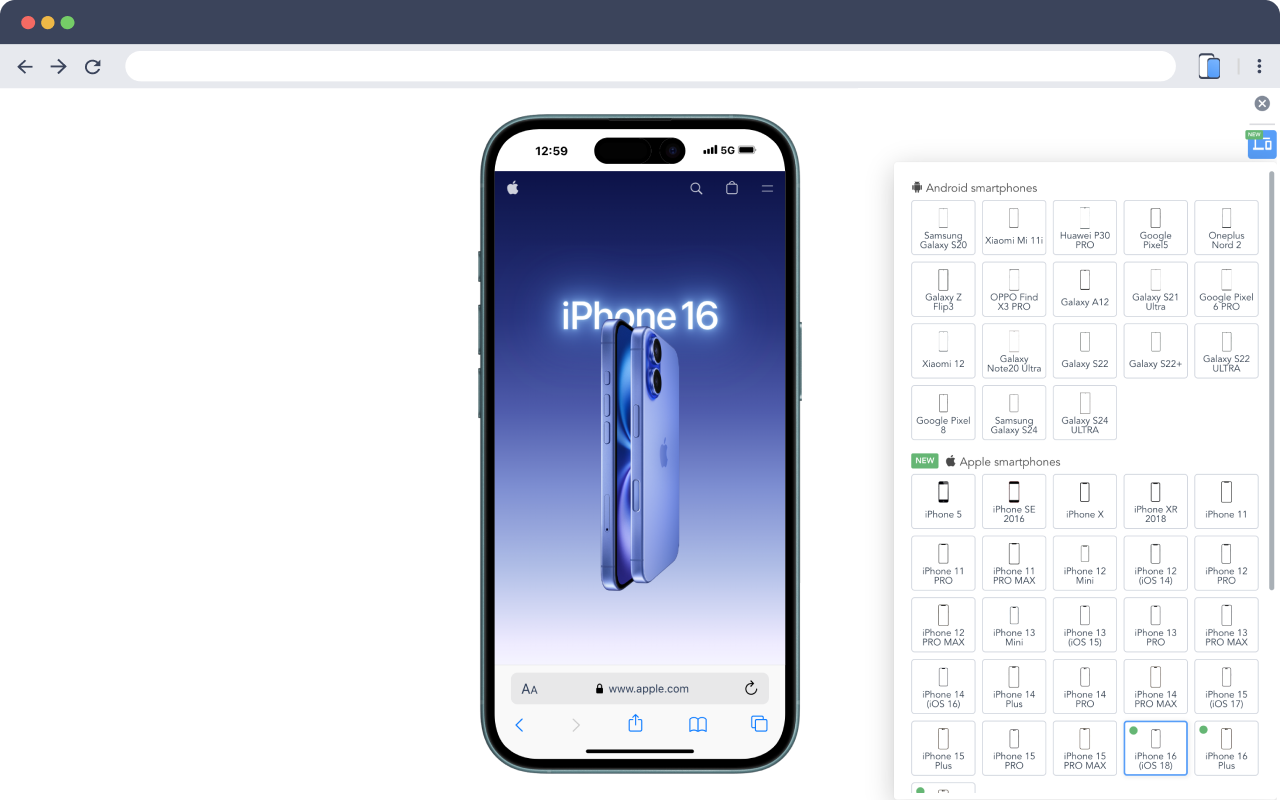 NEW
12:59
5G
iPhone 16
AA
www.apple.com
Android smartphones
Samsung
Galaxy S20
Xiaomi Mi 11i
Huawei P30
PRO
Google
Pixel5
Oneplus
Nord 2
Galaxy Z
Flip3
OPPO Find
X3 PRO
Galaxy A12
Galaxy S21
Ultra
Google Pixel
6 PRO
Xiaomi 12
Galaxy
Note20 Ultra
Galaxy S22
Galaxy S22+
Galaxy S22
ULTRA
Google Pixel
8
Samsung
Galaxy S24
Galaxy S24
ULTRA
NEW
Apple smartphones
iPhone 5
iPhone SE
2016
iPhone X
iPhone XR
2018
iPhone 11
iPhone 11
PRO
iPhone 11
PRO MAX
iPhone 12
Mini
iPhone 12
(iOS 14)
iPhone 12
PRO
iPhone 12
PRO MAX
iPhone 13
Mini
iPhone 13
(iOS 15)
iPhone 13
PRO
iPhone 13
PRO MAX
iPhone 14
(iOS 16)
iPhone 14
Plus
iPhone 14
PRO
iPhone 14
PRO MAX
iPhone 15
(iOS 17)
iPhone 15
Plus
iPhone 15
PRO
iPhone 15
PRO MAX
iPhone 16
(iOS 18)
iPhone 16
Plus